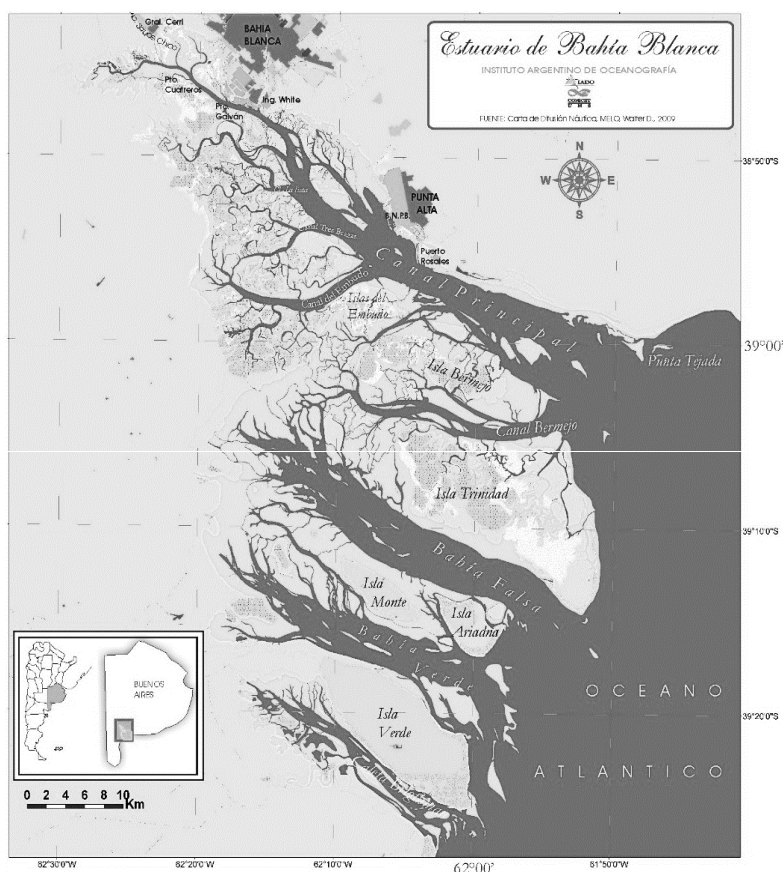 Estuario de Bahía Blanca
INSTITUTO ARGENTINO DE OCEANOGRAFÍA
IADO
CONICET
FUENTE: Carta de Difusión Náutica, MELO, Walter D., 2009
N
W
E
S
Gral. Cerri
BAHIA
BLANCA
Pto.
Cuatreros
Ing. White
Pto.
Galván
PUNTA
ALTA
B.N.P.B.
Puerto
Rosales
Canal Tres Brazas
Canal del Embudo
Canal Principal
Islas del
Embudo
Isla Bermejo
Punta Tejada
Canal Bermejo
Isla Trinidad
Bahía Falsa
Isla
Monte
Isla
Ariadna
Bahía Verde
Isla
Verde
OCEANO
ATLANTICO
BUENOS
AIRES
0 2 4 6 8 10
Km
38°50'S
39°00'
39°10'S
39°20'S
62°30'0"W
62°20'0"W
62°10'0"W
62°00'
61°50'0"W